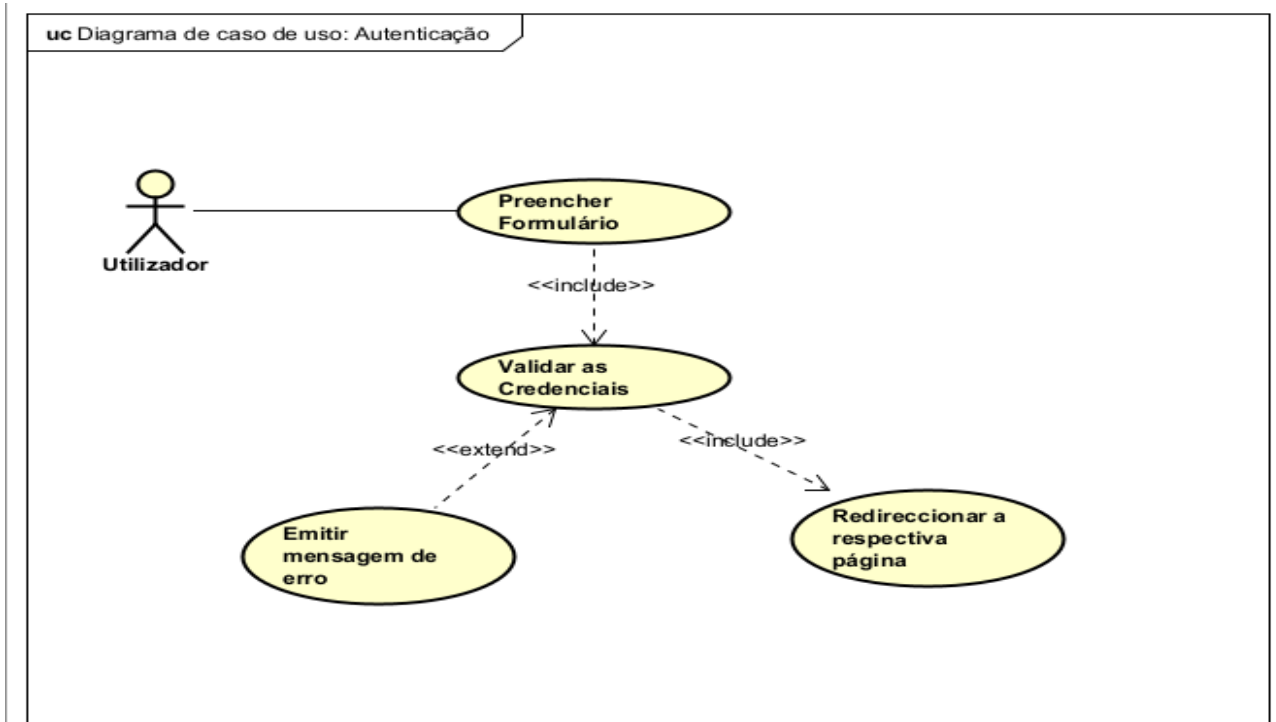 uc Diagrama de caso de uso: Autenticação
Preencher
Formulário
Utilizador
<<include>>
Validar as
Credenciais
<<extend>>
<<include>>
Emitir
mensagem de
erro
Redireccionar a
respectiva
página